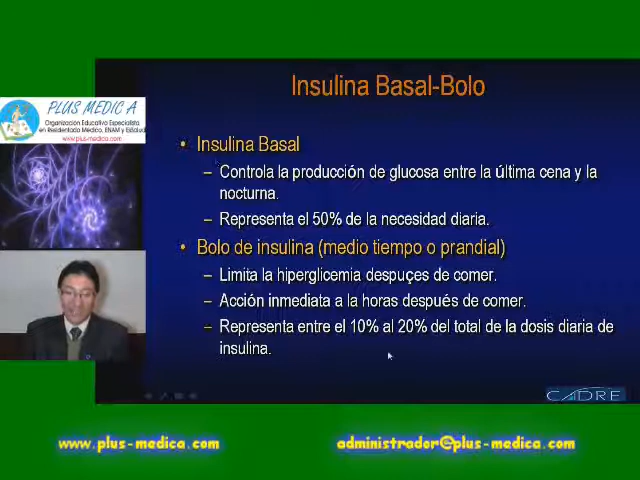 Insulina Basal-Bolo
PLUS MEDIC A
Organización Educativa Especialista
en Residentado Médico, ENAM y EsSalud
www.plus-medica.com
• Insulina Basal
– Controla la producción de glucosa entre la última cena y la
nocturna.
– Representa el 50% de la necesidad diaria.
• Bolo de insulina (medio tiempo o prandial)
– Limita la hiperglicemia despuçes de comer.
– Acción inmediata a la horas después de comer.
– Representa entre el 10% al 20% del total de la dosis diaria de
insulina.
CADRE
www.plus-medica.com
administrador@plus-medica.com